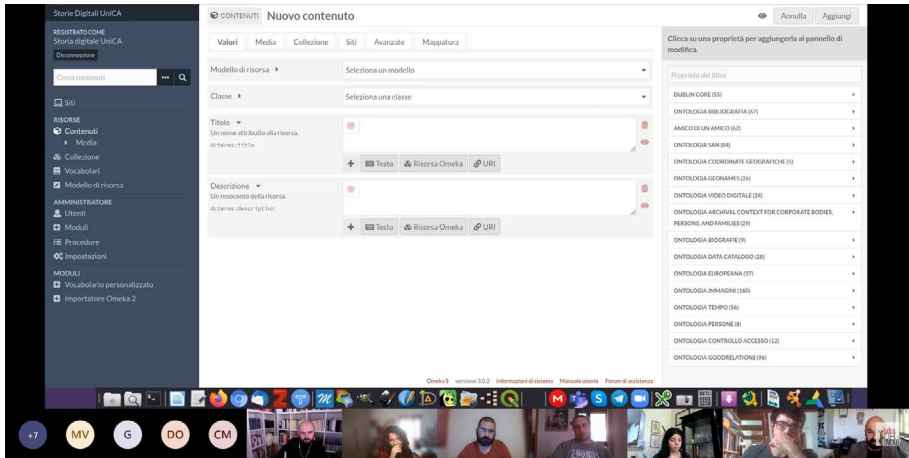 Storie Digitali UniCA
REGISTRATO COME
Storia digitale UniCA
Disconnessione
Cerca contenuti
Siti
RISORSE
Contenuti
Media
Collezione
Vocabolari
Modello di risorsa
AMMINISTRATORE
Utenti
Moduli
Procedure
Impostazioni
MODULI
Vocabolario personalizzato
Importatore Omeka 2
CONTENUTI Nuovo contenuto
Annulla Aggiungi
Valori Media Collezione Siti Avanzate Mappatura
Modello di risorsa
Seleziona un modello
Classe
Seleziona una classe
Titolo
Un nome attribuito alla risorsa.
dcterms:title
+ Testo Risorsa Omeka URI
Descrizione
Un resoconto della risorsa.
dcterms:description
+ Testo Risorsa Omeka URI
Omeka S versione 3.0.2 Informazioni di sistema Manuale utente Forum di assistenza
Clicca su una proprietà per aggiungerla al pannello di
modifica.
Proprietà del filtro
DUBLIN CORE (55)
ONTOLOGIA BIBLIOGRAFIA (67)
AMICO DI UN AMICO (62)
ONTOLOGIA SAN (84)
ONTOLOGIA COORDINATE GEOGRAFICHE (5)
ONTOLOGIA GEONAMES (26)
ONTOLOGIA VIDEO DIGITALE (24)
ONTOLOGIA ARCHIVAL CONTEXT FOR CORPORATE BODIES,
PERSONS, AND FAMILIES (29)
ONTOLOGIA BIOGRAFIE (9)
ONTOLOGIA DATA CATALOGO (28)
ONTOLOGIA EUROPEANA (37)
ONTOLOGIA IMMAGINI (160)
ONTOLOGIA TEMPO (56)
ONTOLOGIA PERSONE (8)
ONTOLOGIA CONTROLLO ACCESSO (12)
ONTOLOGIA GOODRELATIONS (96)
+7 MV G DO CM